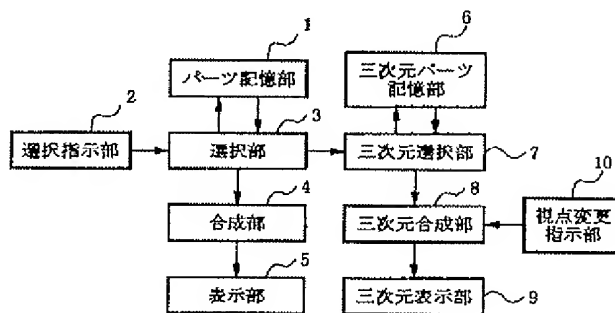 1
パーツ記憶部
6
三次元パーツ
記憶部
2
選択指示部
3
選択部
三次元選択部
7
4
合成部
8
三次元合成部
10
視点変更
指示部
5
表示部
三次元表示部
9